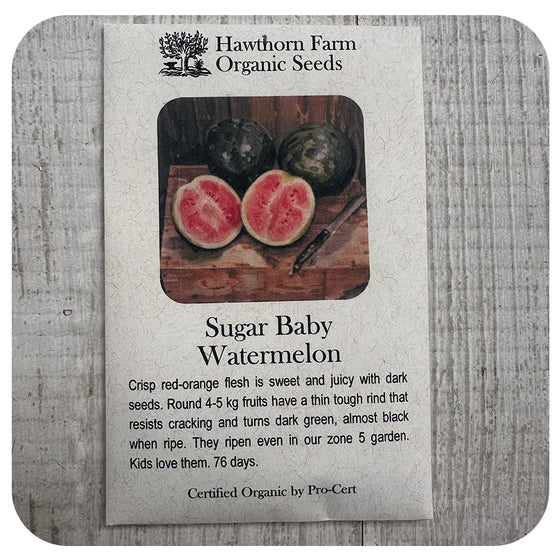 Hawthorn Farm
Organic Seeds
Sugar Baby
Watermelon
Crisp red-orange flesh is sweet and juicy with dark
seeds. Round 4-5 kg fruits have a thin tough rind that
resists cracking and turns dark green, almost black
when ripe. They ripen even in our zone 5 garden.
Kids love them. 76 days.
Certified Organic by Pro-Cert